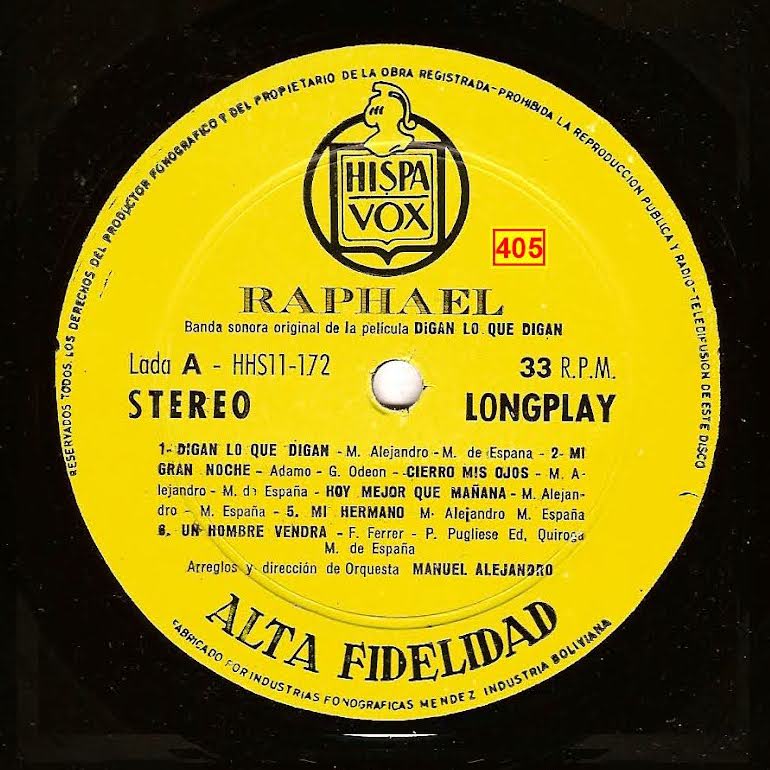 RESERVADOS TODOS LOS DERECHOS DEL PRODUCTOR FONOGRAFICO Y DEL PROPIETARIO DE LA OBRA REGISTRADA-PROHIBIDA LA REPRODUCCION PUBLICA Y RADIO-TELEDIFUSION DE ESTE DISCO
HISPA
VOX
405
RAPHAEL
Banda sonora original de la película DiGAN LO QUE DIGAN
Lada A - HHS11-172
33 R.P.M.
STEREO
LONGPLAY
1- DIGAN LO QUE DIGAN - M. Alejandro - M. de Espana - 2- MI
GRAN NOCHE - Adamo - G. Odeon - CIERRO MIS OJOS - M. A-
lejandro - M. de España - HOY MEJOR QUE MAÑANA - M. Alejan-
dro - M. España - 5. MI HERMANO M. Alejandro M. España
6. UN HOMBRE VENDRA - F. Ferrer - P. Pugliese Ed, Quiroga
M. de España
Arreglos y dirección de Orquesta MANUEL ALEJANDRO
ALTA FIDELIDAD
FABRICADO FOR INDUSTRIAS FONOGRAFICAS MENDEZ INDUSTRIA BOLIVIANA